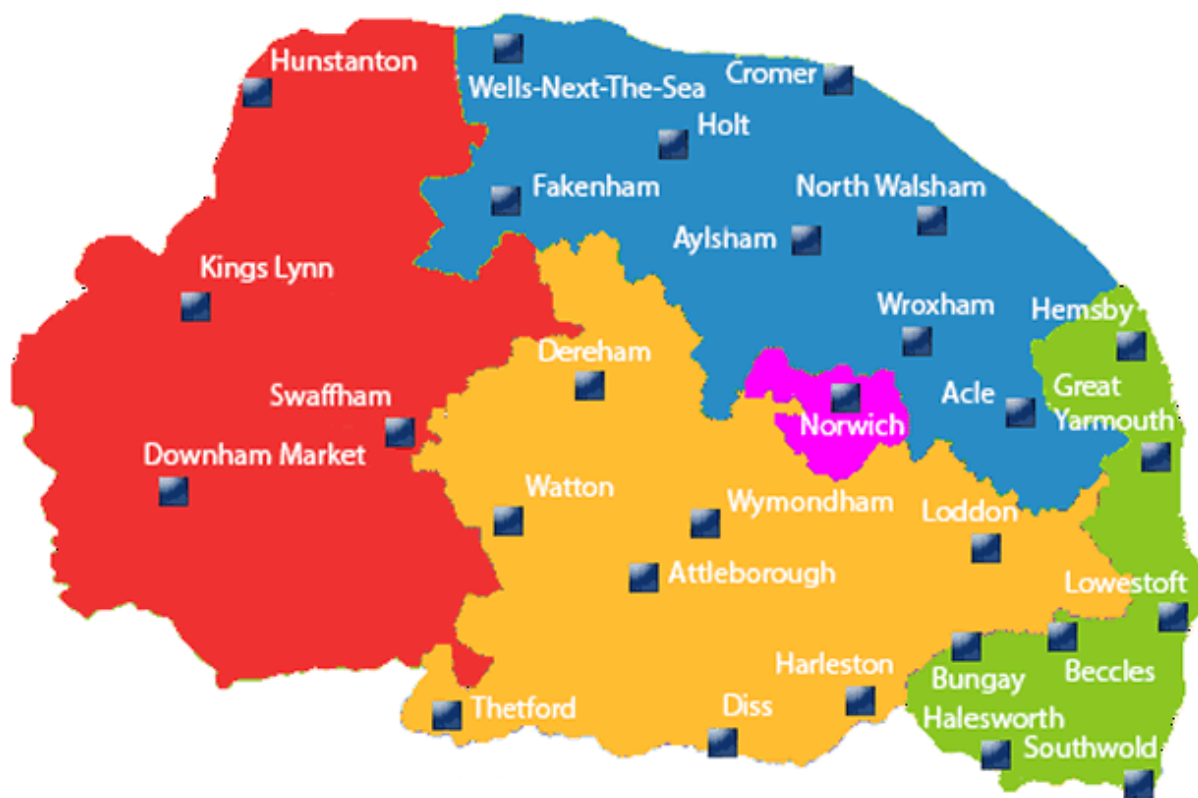 Hunstanton
Wells-Next-The-Sea
Cromer
Holt
Fakenham
North Walsham
Aylsham
Kings Lynn
Wroxham
Hemsby
Dereham
Swaffham
Acle
Great
Yarmouth
Norwich
Downham Market
Watton
Wymondham
Loddon
Attleborough
Lowestoft
Harleston
Beccles
Bungay
Thetford
Diss
Halesworth
Southwold